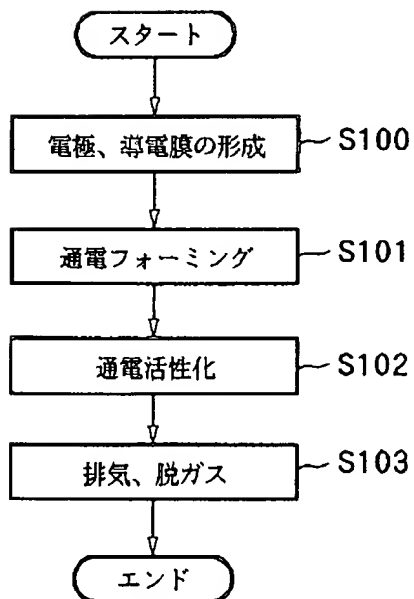 スタート
電極、導電膜の形成
S100
通電フォーミング
S101
通電活性化
S102
排気、脱ガス
S103
エンド